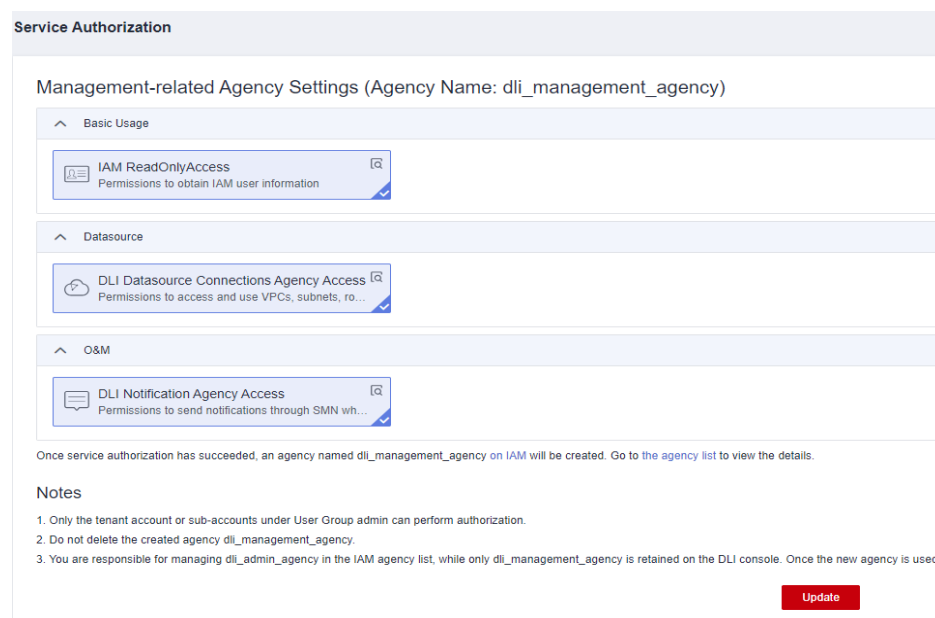 Service Authorization
Management-related Agency Settings (Agency Name: dli_management_agency)
Basic Usage
IAM ReadOnlyAccess
Permissions to obtain IAM user information
Datasource
DLI Datasource Connections Agency Access
Permissions to access and use VPCs, subnets, ro...
O&M
DLI Notification Agency Access
Permissions to send notifications through SMN wh...
Once service authorization has succeeded, an agency named dli_management_agency on IAM will be created. Go to the agency list to view the details.
Notes
1. Only the tenant account or sub-accounts under User Group admin can perform authorization.
2. Do not delete the created agency dli_management_agency.
3. You are responsible for managing dli_admin_agency in the IAM agency list, while only dli_management_agency is retained on the DLI console. Once the new agency is used
Update